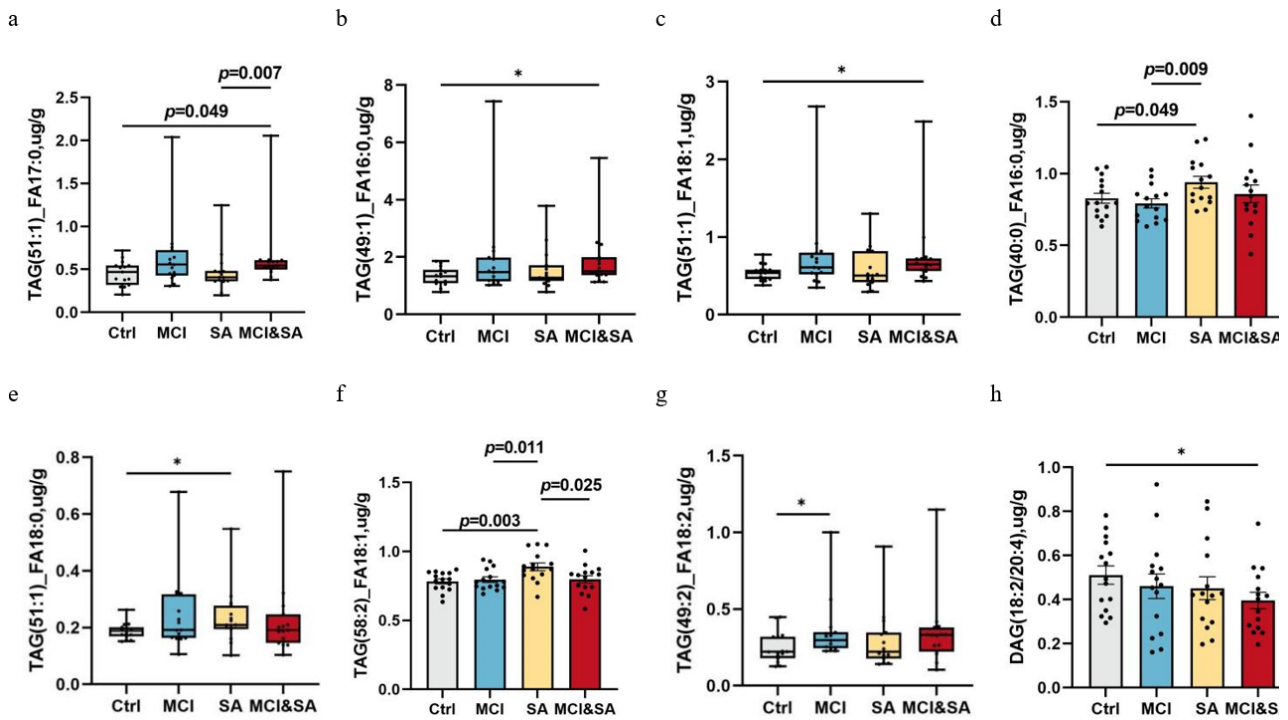 a
b
c
d
p=0.007
p=0.049
TAG(51:1)_FA17:0,ug/g
2.5
2.0
1.5
1.0
0.5
0.0
Ctrl MCI SA MCI&SA
*
TAG(49:1)_FA16:0,ug/g
8
6
4
2
0
Ctrl MCI SA MCI&SA
*
TAG(51:1)_FA18:1,ug/g
3
2
1
0
Ctrl MCI SA MCI&SA
p=0.009
p=0.049
TAG(40:0)_FA16:0,ug/g
1.5
1.0
0.5
0.0
Ctrl MCI SA MCI&SA
e
f
g
h
*
TAG(51:1)_FA18:0,ug/g
0.8
0.6
0.4
0.2
0.0
Ctrl MCI SA MCI&SA
p=0.011
p=0.025
p=0.003
TAG(58:2)_FA18:1,ug/g
1.5
1.0
0.5
0.0
Ctrl MCI SA MCI&SA
*
TAG(49:2)_FA18:2,ug/g
1.5
1.0
0.5
0.0
Ctrl MCI SA MCI&SA
*
DAG(18:2/20:4),ug/g
1.0
0.8
0.6
0.4
0.2
0.0
Ctrl MCI SA MCI&S